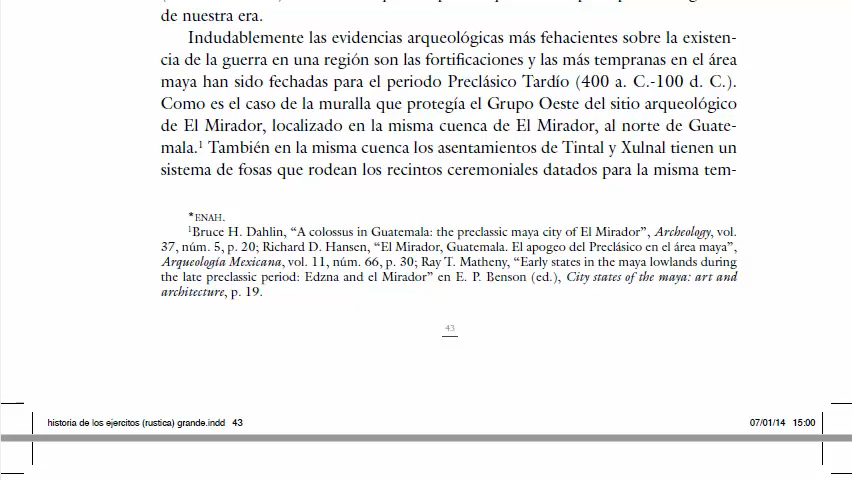 de nuestra era.
Indudablemente las evidencias arqueológicas más fehacientes sobre la existen-
cia de la guerra en una región son las fortificaciones y las más tempranas en el área
maya han sido fechadas para el periodo Preclásico Tardío (400 a. C.-100 d. C.).
Como es el caso de la muralla que protegía el Grupo Oeste del sitio arqueológico
de El Mirador, localizado en la misma cuenca de El Mirador, al norte de Guate-
mala.¹ También en la misma cuenca los asentamientos de Tintal y Xulnal tienen un
sistema de fosas que rodean los recintos ceremoniales datados para la misma tem-
*ENAH.
¹Bruce H. Dahlin, “A colossus in Guatemala: the preclassic maya city of El Mirador”, Archeology, vol.
37, núm. 5, p. 20; Richard D. Hansen, “El Mirador, Guatemala. El apogeo del Preclásico en el área maya”,
Arqueología Mexicana, vol. 11, núm. 66, p. 30; Ray T. Matheny, “Early states in the maya lowlands during
the late preclassic period: Edzna and el Mirador” en E. P. Benson (ed.), City states of the maya: art and
architecture, p. 19.
43
historia de los ejercitos (rustica) grande.indd 43
07/01/14 15:00